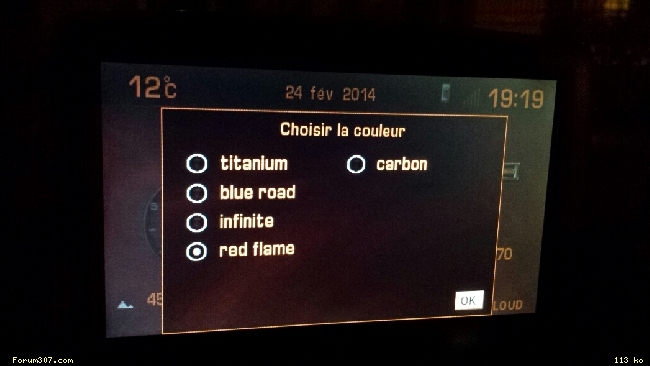 12°C 24 fév 2014 19:19
Choisir la couleur
titanium carbon
blue road
infinite
red flame
70
45 OK LOUD
Forum307.com 113 ko